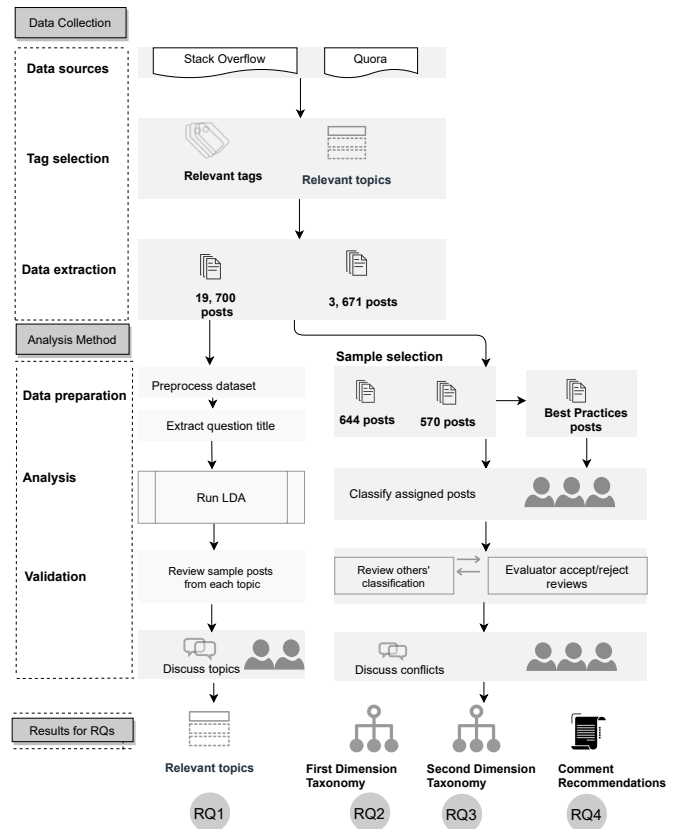 Data Collection
Data sources
Stack Overflow
Quora
Tag selection
Relevant tags
Relevant topics
Data extraction
19, 700
posts
3, 671 posts
Analysis Method
Sample selection
Data preparation
Preprocess dataset
Extract question title
644 posts
570 posts
Best Practices
posts
Analysis
Run LDA
Classify assigned posts
Validation
Review sample posts
from each topic
Review others'
classification
Evaluator accept/reject
reviews
Discuss topics
Discuss conflicts
Results for RQs
Relevant topics
First Dimension
Taxonomy
Second Dimension
Taxonomy
Comment
Recommendations
RQ1
RQ2
RQ3
RQ4